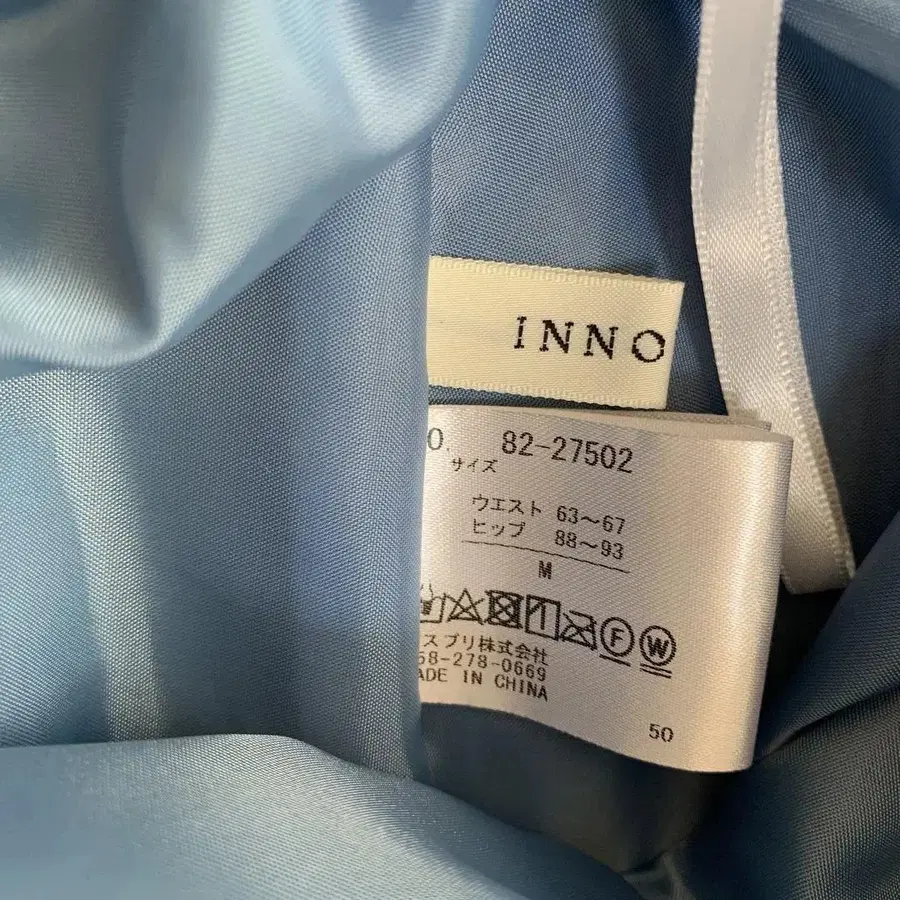 INNO
O. 82-27502
サイズ
ウエスト 63～67
ヒップ 88～93
M
F W
スプリ株式会社
58-278-0669
ADE IN CHINA
50